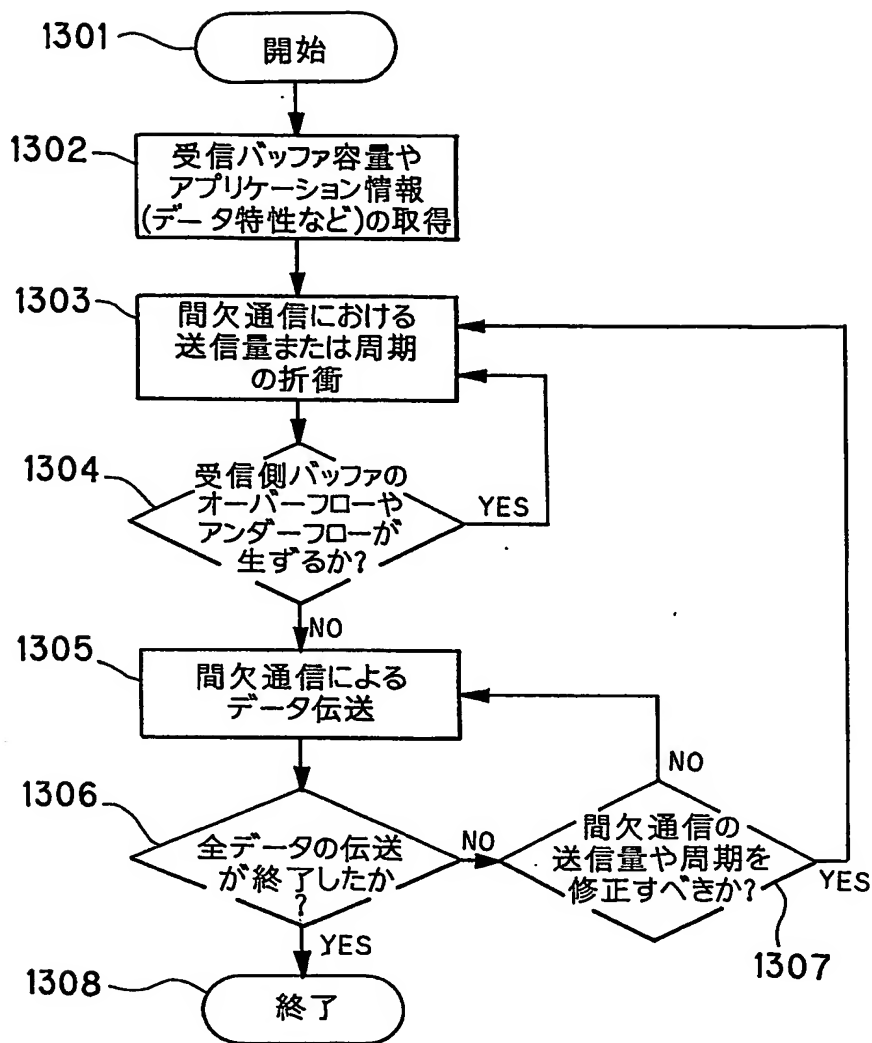 1301
開始
1302
受信バッファ容量や
アプリケーション情報
(データ特性など)の取得
1303
間欠通信における
送信量または周期
の折衝
1304
受信側バッファの
オーバーフローや
アンダーフローが
生ずるか?
YES
NO
1305
間欠通信による
データ伝送
1306
全データの伝送
が終了したか
?
NO
YES
NO
間欠通信の
送信量や周期を
修正すべきか?
YES
1307
1308
終了